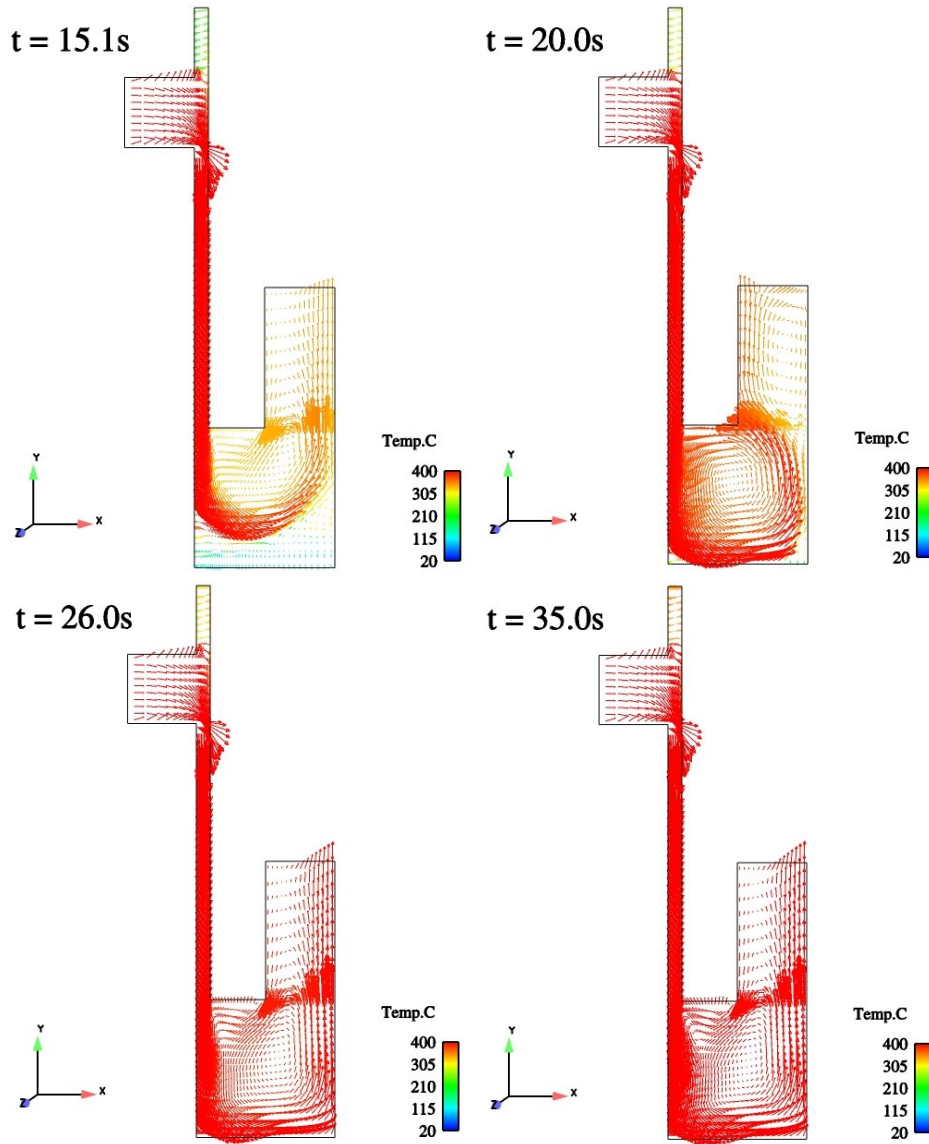 t = 15.1s
Temp.C
400
305
210
115
20
Y
X
Z
t = 20.0s
Temp.C
400
305
210
115
20
Y
X
Z
t = 26.0s
Temp.C
400
305
210
115
20
Y
X
Z
t = 35.0s
Temp.C
400
305
210
115
20
Y
X
Z